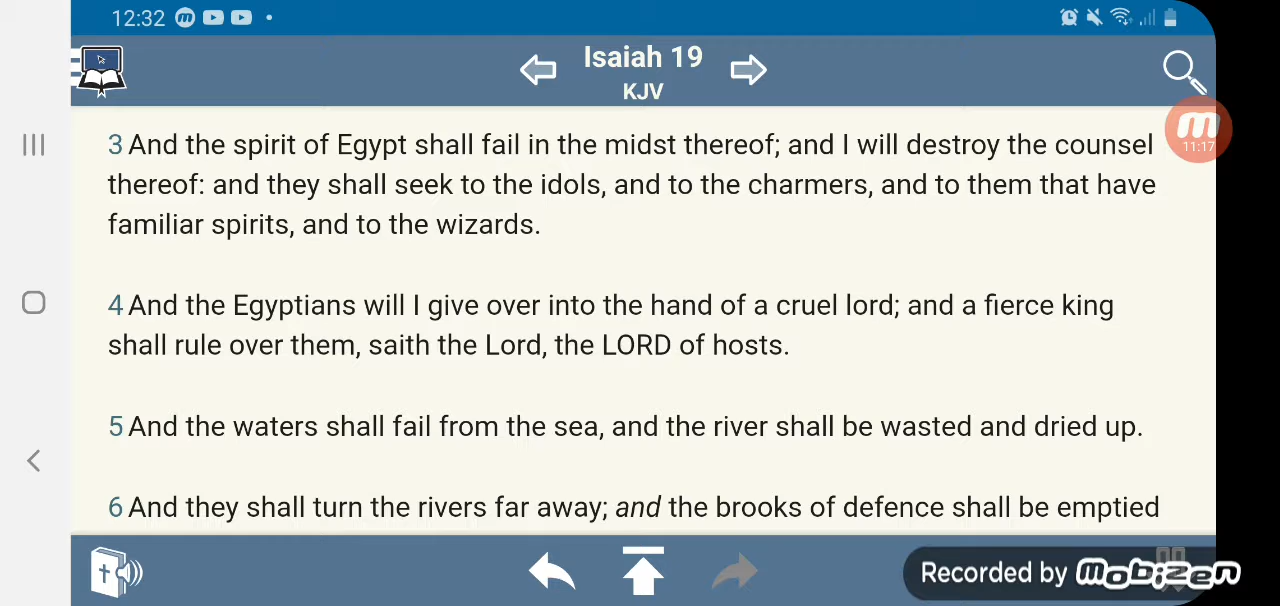 12:32
Isaiah 19
KJV
11:17
3 And the spirit of Egypt shall fail in the midst thereof; and I will destroy the counsel
thereof: and they shall seek to the idols, and to the charmers, and to them that have
familiar spirits, and to the wizards.
4 And the Egyptians will I give over into the hand of a cruel lord; and a fierce king
shall rule over them, saith the Lord, the LORD of hosts.
5 And the waters shall fail from the sea, and the river shall be wasted and dried up.
6 And they shall turn the rivers far away; and the brooks of defence shall be emptied
Recorded by mobizen